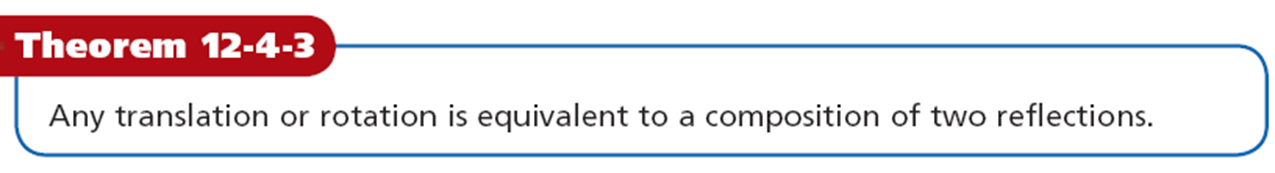 Theorem 12-4-3
Any translation or rotation is equivalent to a composition of two reflections.